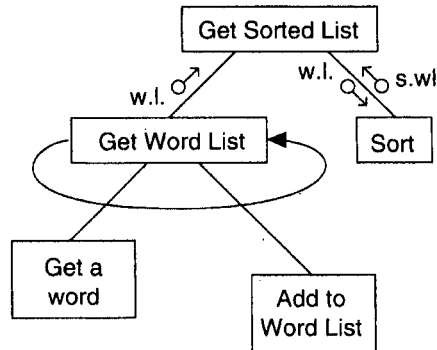 Get Sorted List
w.l.
w.l.
s.wl
Get Word List
Sort
Get a
word
Add to
Word List